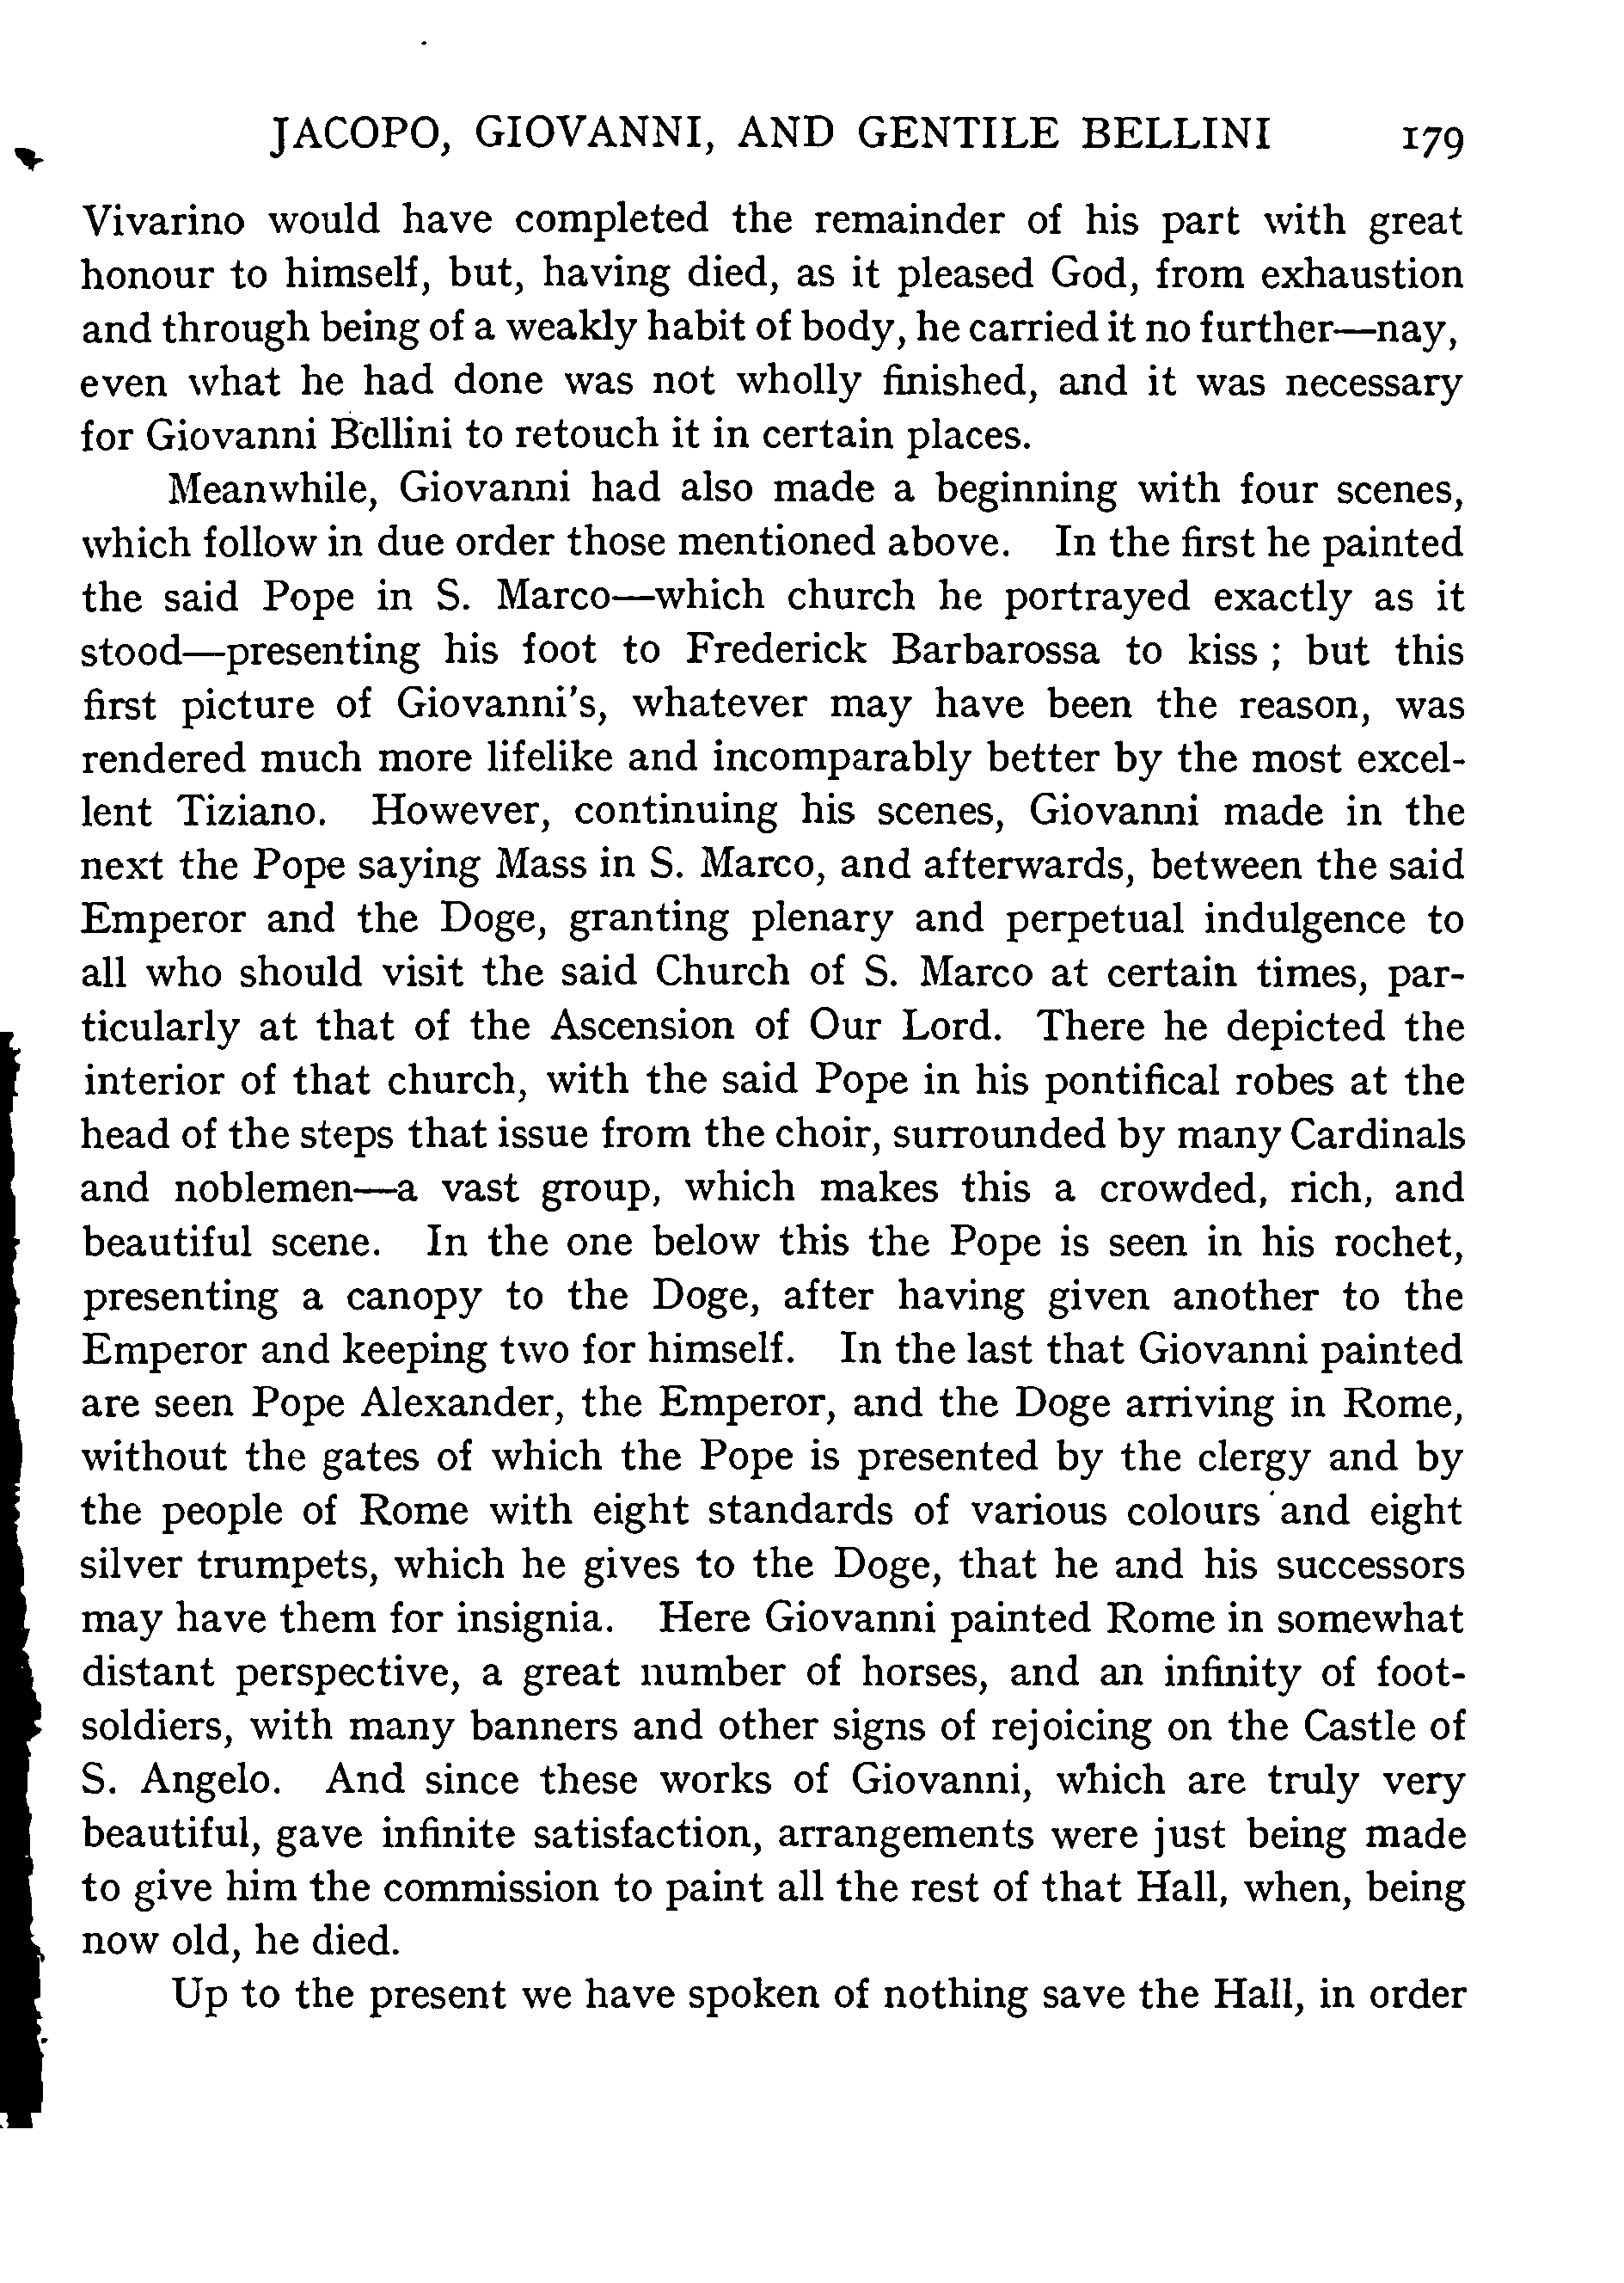 JACOPO, GIOVANNI, AND GENTILE BELLINI 179
Vivarino would have completed the remainder of his part with great
honour to himself, but, having died, as it pleased God, from exhaustion
and through being of a weakly habit of body, he carried it no further—nay,
even what he had done was not wholly finished, and it was necessary
for Giovanni Bellini to retouch it in certain places.
Meanwhile, Giovanni had also made a beginning with four scenes,
which follow in due order those mentioned above. In the first he painted
the said Pope in S. Marco—which church he portrayed exactly as it
stood—presenting his foot to Frederick Barbarossa to kiss ; but this
first picture of Giovanni's, whatever may have been the reason, was
rendered much more lifelike and incomparably better by the most excel-
lent Tiziano. However, continuing his scenes, Giovanni made in the
next the Pope saying Mass in S. Marco, and afterwards, between the said
Emperor and the Doge, granting plenary and perpetual indulgence to
all who should visit the said Church of S. Marco at certain times, par-
ticularly at that of the Ascension of Our Lord. There he depicted the
interior of that church, with the said Pope in his pontifical robes at the
head of the steps that issue from the choir, surrounded by many Cardinals
and noblemen—a vast group, which makes this a crowded, rich, and
beautiful scene. In the one below this the Pope is seen in his rochet,
presenting a canopy to the Doge, after having given another to the
Emperor and keeping two for himself. In the last that Giovanni painted
are seen Pope Alexander, the Emperor, and the Doge arriving in Rome,
without the gates of which the Pope is presented by the clergy and by
the people of Rome with eight standards of various colours and eight
silver trumpets, which he gives to the Doge, that he and his successors
may have them for insignia. Here Giovanni painted Rome in somewhat
distant perspective, a great number of horses, and an infinity of foot-
soldiers, with many banners and other signs of rejoicing on the Castle of
S. Angelo. And since these works of Giovanni, which are truly very
beautiful, gave infinite satisfaction, arrangements were just being made
to give him the commission to paint all the rest of that Hall, when, being
now old, he died.
Up to the present we have spoken of nothing save the Hall, in order